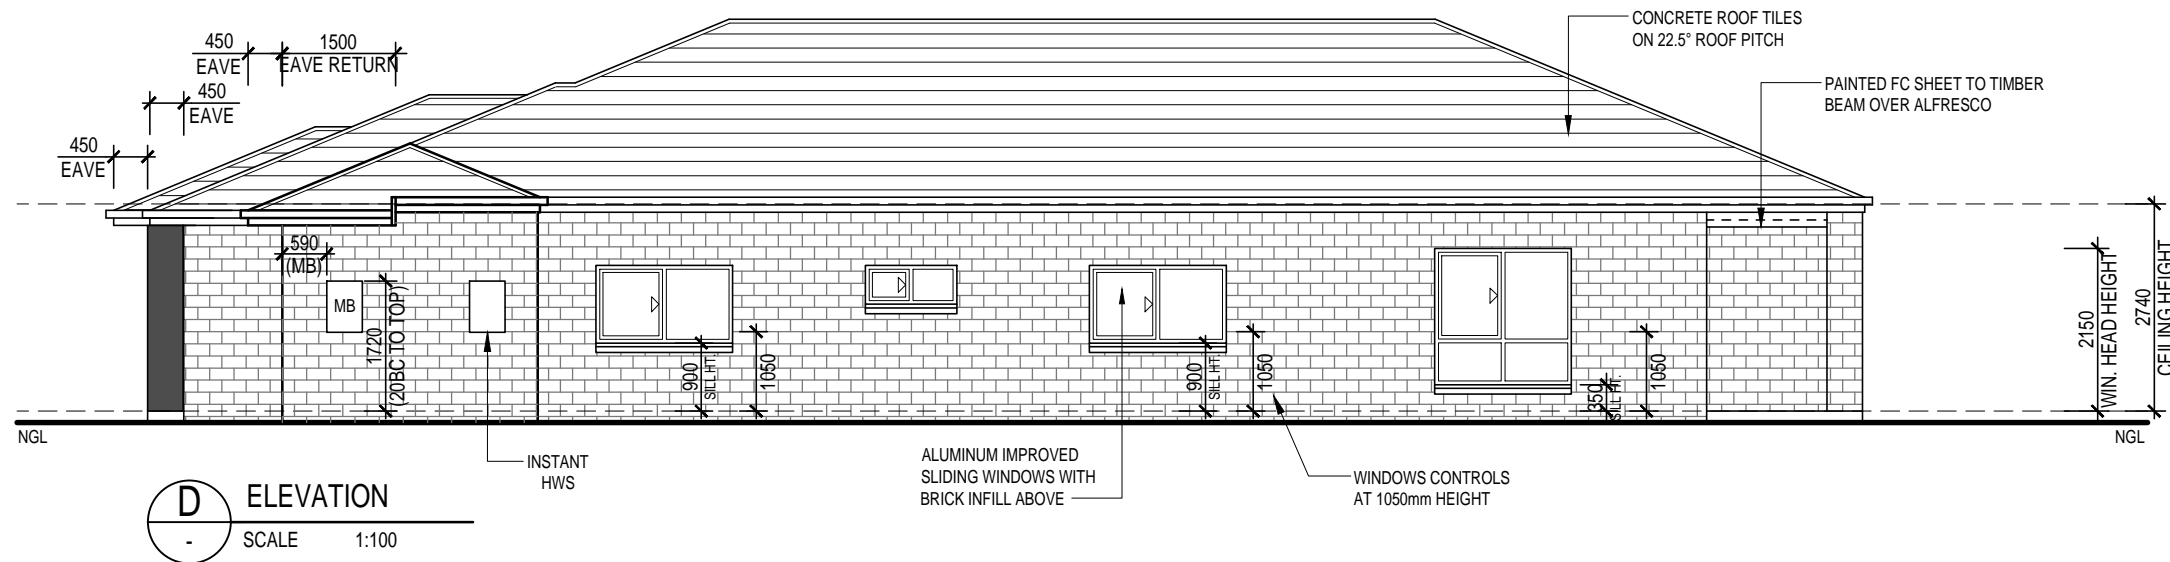 CONCRETE ROOF TILES
ON 22.5° ROOF PITCH
450
EAVE
1500
EAVE RETURN
450
EAVE
450
EAVE
PAINTED FC SHEET TO TIMBER
BEAM OVER ALFRESCO
590
(MB)
MB
1720
(20BC TO TOP)
900
SILL HT.
1050
900
SILL HT.
1050
350
SILL HT.
1050
2150
WIN. HEAD HEIGHT
2740
CEILING HEIGHT
NGL
NGL
INSTANT
HWS
ALUMINUM IMPROVED
SLIDING WINDOWS WITH
BRICK INFILL ABOVE
WINDOWS CONTROLS
AT 1050mm HEIGHT
D
-
ELEVATION
SCALE 1:100